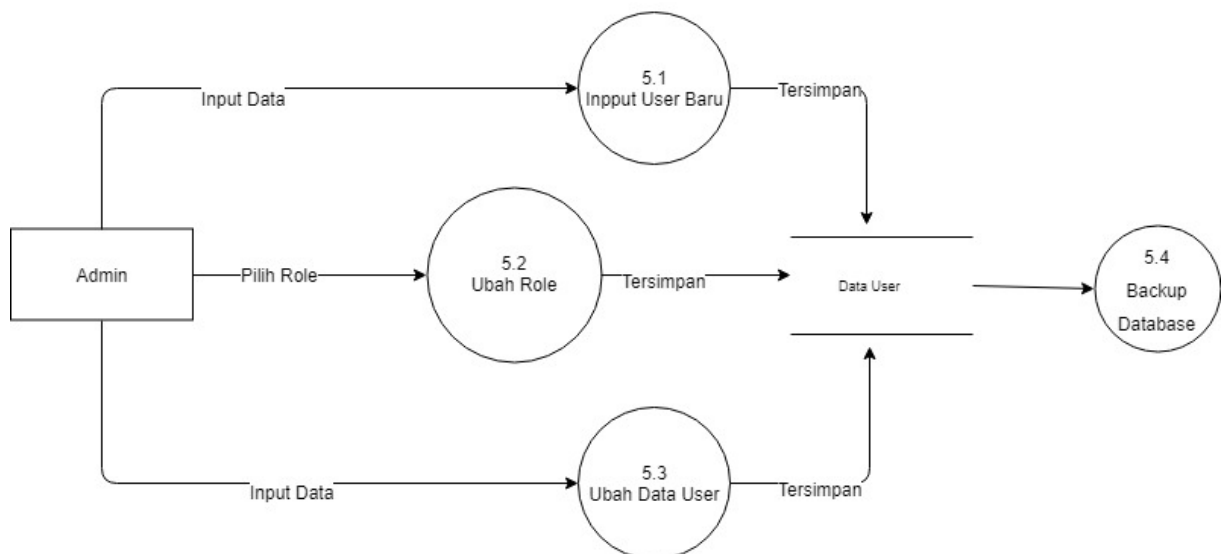 5.1
Inpput User Baru
Input Data
Tersimpan
Admin
Pilih Role
5.2
Ubah Role
Tersimpan
Data User
5.4
Backup
Database
Input Data
5.3
Ubah Data User
Tersimpan